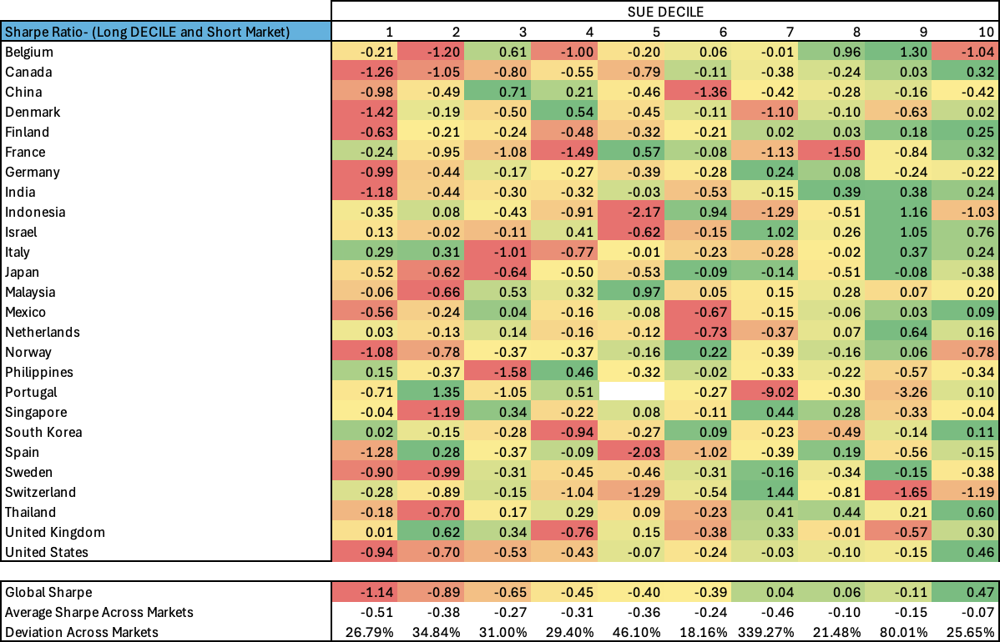 SUE DECILE
Sharpe Ratio- (Long DECILE and Short Market) 1 2 3 4 5 6 7 8 9 10
Belgium -0.21 -1.20 0.61 -1.00 -0.20 0.06 -0.01 0.96 1.30 -1.04
Canada -1.26 -1.05 -0.80 -0.55 -0.79 -0.11 -0.38 -0.24 0.03 0.32
China -0.98 -0.49 0.71 0.21 -0.46 -1.36 -0.42 -0.28 -0.16 -0.42
Denmark -1.42 -0.19 -0.50 0.54 -0.45 -0.11 -1.10 -0.10 -0.63 0.02
Finland -0.63 -0.21 -0.24 -0.48 -0.32 -0.21 0.02 0.03 0.18 0.25
France -0.24 -0.95 -1.08 -1.49 0.57 -0.08 -1.13 -1.50 -0.84 0.32
Germany -0.99 -0.44 -0.17 -0.27 -0.39 -0.28 0.24 0.08 -0.24 -0.22
India -1.18 -0.44 -0.30 -0.32 -0.03 -0.53 -0.15 0.39 0.38 0.24
Indonesia -0.35 0.08 -0.43 -0.91 -2.17 0.94 -1.29 -0.51 1.16 -1.03
Israel 0.13 -0.02 -0.11 0.41 -0.62 -0.15 1.02 0.26 1.05 0.76
Italy 0.29 0.31 -1.01 -0.77 -0.01 -0.23 -0.28 -0.02 0.37 0.24
Japan -0.52 -0.62 -0.64 -0.50 -0.53 -0.09 -0.14 -0.51 -0.08 -0.38
Malaysia -0.06 -0.66 0.53 0.32 0.97 0.05 0.15 0.28 0.07 0.20
Mexico -0.56 -0.24 0.04 -0.16 -0.08 -0.67 -0.15 -0.06 0.03 0.09
Netherlands 0.03 -0.13 0.14 -0.16 -0.12 -0.73 -0.37 0.07 0.64 0.16
Norway -1.08 -0.78 -0.37 -0.37 -0.16 0.22 -0.39 -0.16 0.06 -0.78
Philippines 0.15 -0.37 -1.58 0.46 -0.32 -0.02 -0.33 -0.22 -0.57 -0.34
Portugal -0.71 1.35 -1.05 0.51 -0.27 -9.02 -0.30 -3.26 0.10
Singapore -0.04 -1.19 0.34 -0.22 0.08 -0.11 0.44 0.28 -0.33 -0.04
South Korea 0.02 -0.15 -0.28 -0.94 -0.27 0.09 -0.23 -0.49 -0.14 0.11
Spain -1.28 0.28 -0.37 -0.09 -2.03 -1.02 -0.39 0.19 -0.56 -0.15
Sweden -0.90 -0.99 -0.31 -0.45 -0.46 -0.31 -0.16 -0.34 -0.15 -0.38
Switzerland -0.28 -0.89 -0.15 -1.04 -1.29 -0.54 1.44 -0.81 -1.65 -1.19
Thailand -0.18 -0.70 0.17 0.29 0.09 -0.23 0.41 0.44 0.21 0.60
United Kingdom 0.01 0.62 0.34 -0.76 0.15 -0.38 0.33 -0.01 -0.57 0.30
United States -0.94 -0.70 -0.53 -0.43 -0.07 -0.24 -0.03 -0.10 -0.15 0.46
Global Sharpe -1.14 -0.89 -0.65 -0.45 -0.40 -0.39 0.04 0.06 -0.11 0.47
Average Sharpe Across Markets -0.51 -0.38 -0.27 -0.31 -0.36 -0.24 -0.46 -0.10 -0.15 -0.07
Deviation Across Markets 26.79% 34.84% 31.00% 29.40% 46.10% 18.16% 339.27% 21.48% 80.01% 25.65%